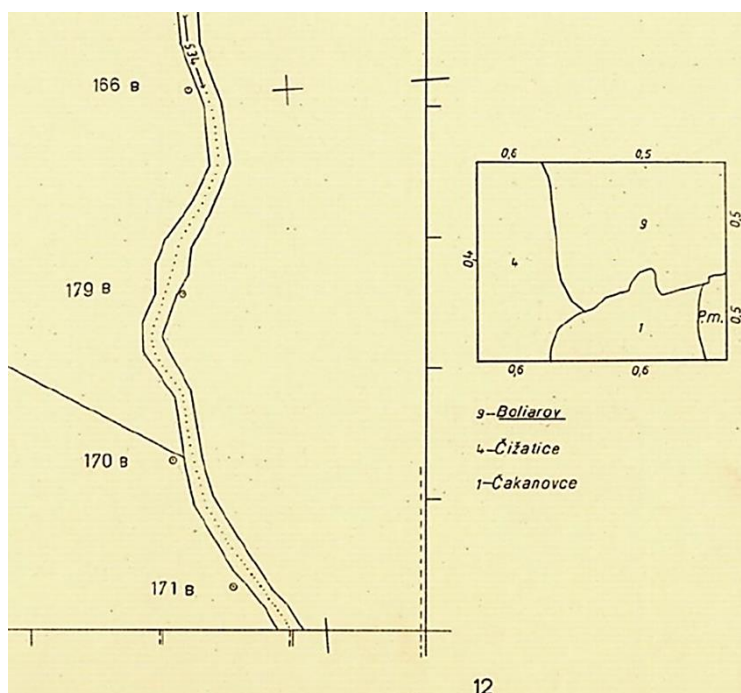 534
166 B
179 B
170 B
171 B
0,6 0,5
0,4
0,5
0,5
9
4
1
P.m.
0,6 0,6
9-Boliarov
4-Čižatice
1-Čakanovce
12